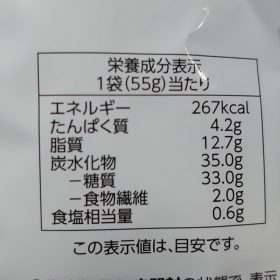 栄養成分表示
1袋(55g)当たり
エネルギー 267kcal
たんぱく質 4.2g
脂質 12.7g
炭水化物 35.0g
－糖質 33.0g
－食物繊維 2.0g
食塩相当量 0.6g
この表示値は、目安です。